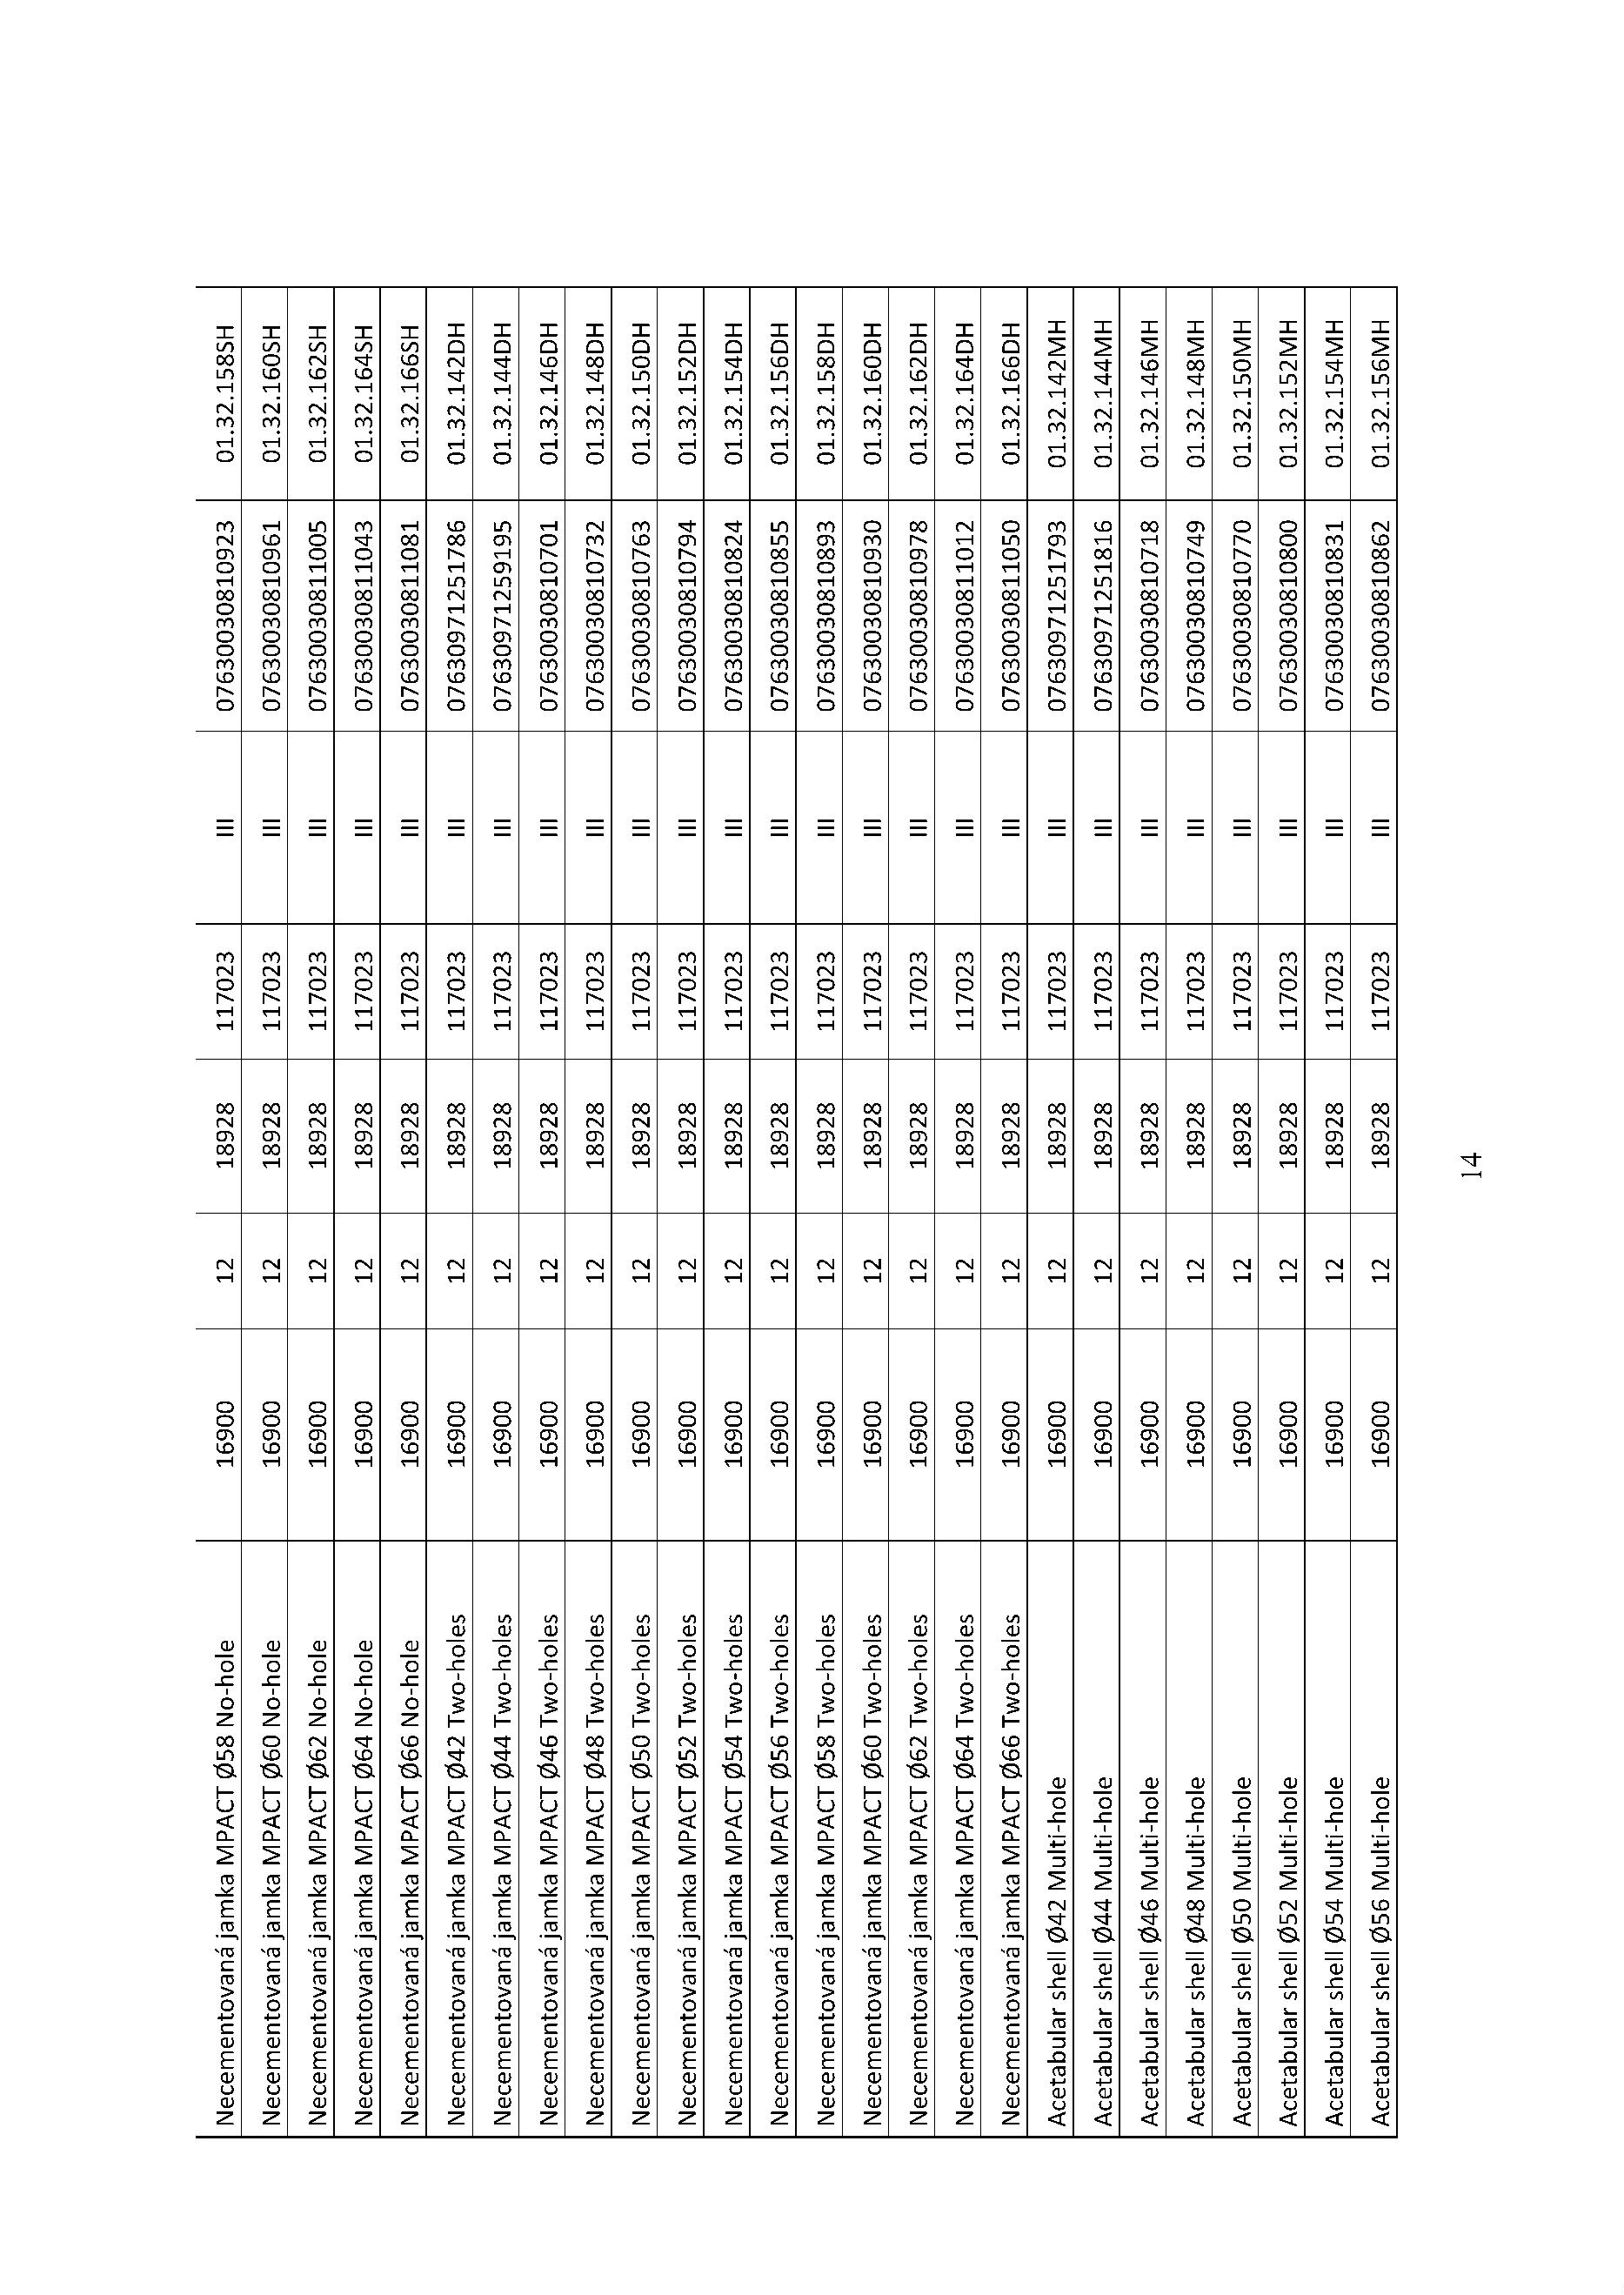 Necementovaná jamka MPACT Ø58 No-hole 16900 12 18928 117023 III 07630030810923 01.32.158SH
Necementovaná jamka MPACT Ø60 No-hole 16900 12 18928 117023 III 07630030810961 01.32.160SH
Necementovaná jamka MPACT Ø62 No-hole 16900 12 18928 117023 III 07630030811005 01.32.162SH
Necementovaná jamka MPACT Ø64 No-hole 16900 12 18928 117023 III 07630030811043 01.32.164SH
Necementovaná jamka MPACT Ø66 No-hole 16900 12 18928 117023 III 07630030811081 01.32.166SH
Necementovaná jamka MPACT Ø42 Two-holes 16900 12 18928 117023 III 07630971251786 01.32.142DH
Necementovaná jamka MPACT Ø44 Two-holes 16900 12 18928 117023 III 07630971259195 01.32.144DH
Necementovaná jamka MPACT Ø46 Two-holes 16900 12 18928 117023 III 07630030810701 01.32.146DH
Necementovaná jamka MPACT Ø48 Two-holes 16900 12 18928 117023 III 07630030810732 01.32.148DH
Necementovaná jamka MPACT Ø50 Two-holes 16900 12 18928 117023 III 07630030810763 01.32.150DH
Necementovaná jamka MPACT Ø52 Two-holes 16900 12 18928 117023 III 07630030810794 01.32.152DH
Necementovaná jamka MPACT Ø54 Two-holes 16900 12 18928 117023 III 07630030810824 01.32.154DH
Necementovaná jamka MPACT Ø56 Two-holes 16900 12 18928 117023 III 07630030810855 01.32.156DH
Necementovaná jamka MPACT Ø58 Two-holes 16900 12 18928 117023 III 07630030810893 01.32.158DH
Necementovaná jamka MPACT Ø60 Two-holes 16900 12 18928 117023 III 07630030810930 01.32.160DH
Necementovaná jamka MPACT Ø62 Two-holes 16900 12 18928 117023 III 07630030810978 01.32.162DH
Necementovaná jamka MPACT Ø64 Two-holes 16900 12 18928 117023 III 07630030811012 01.32.164DH
Necementovaná jamka MPACT Ø66 Two-holes 16900 12 18928 117023 III 07630030811050 01.32.166DH
Acetabular shell Ø42 Multi-hole 16900 12 18928 117023 III 07630971251793 01.32.142MH
Acetabular shell Ø44 Multi-hole 16900 12 18928 117023 III 07630971251816 01.32.144MH
Acetabular shell Ø46 Multi-hole 16900 12 18928 117023 III 07630030810718 01.32.146MH
Acetabular shell Ø48 Multi-hole 16900 12 18928 117023 III 07630030810749 01.32.148MH
Acetabular shell Ø50 Multi-hole 16900 12 18928 117023 III 07630030810770 01.32.150MH
Acetabular shell Ø52 Multi-hole 16900 12 18928 117023 III 07630030810800 01.32.152MH
Acetabular shell Ø54 Multi-hole 16900 12 18928 117023 III 07630030810831 01.32.154MH
Acetabular shell Ø56 Multi-hole 16900 12 18928 117023 III 07630030810862 01.32.156MH
14